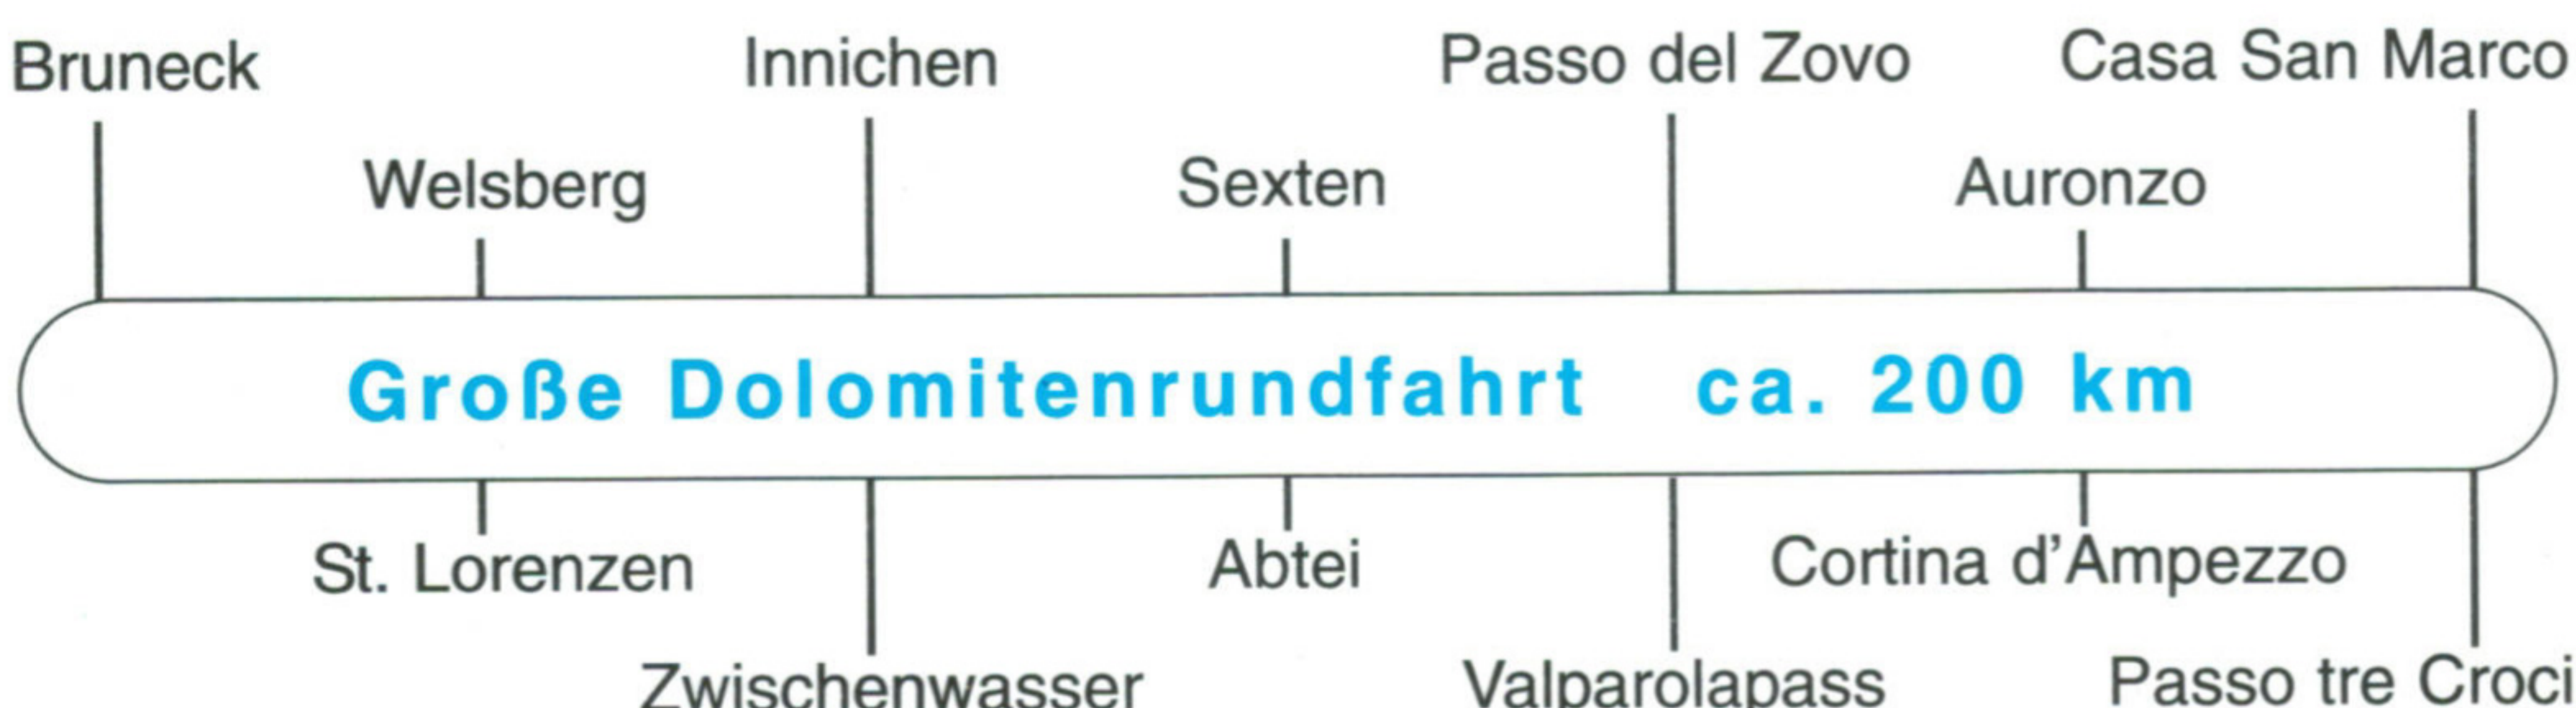 Bruneck
Innichen
Passo del Zovo
Casa San Marco
Welsberg
Sexten
Auronzo
Große Dolomitenrundfahrt ca. 200 km
St. Lorenzen
Abtei
Cortina d'Ampezzo
Zwischenwasser
Valparolapass
Passo tre Croci